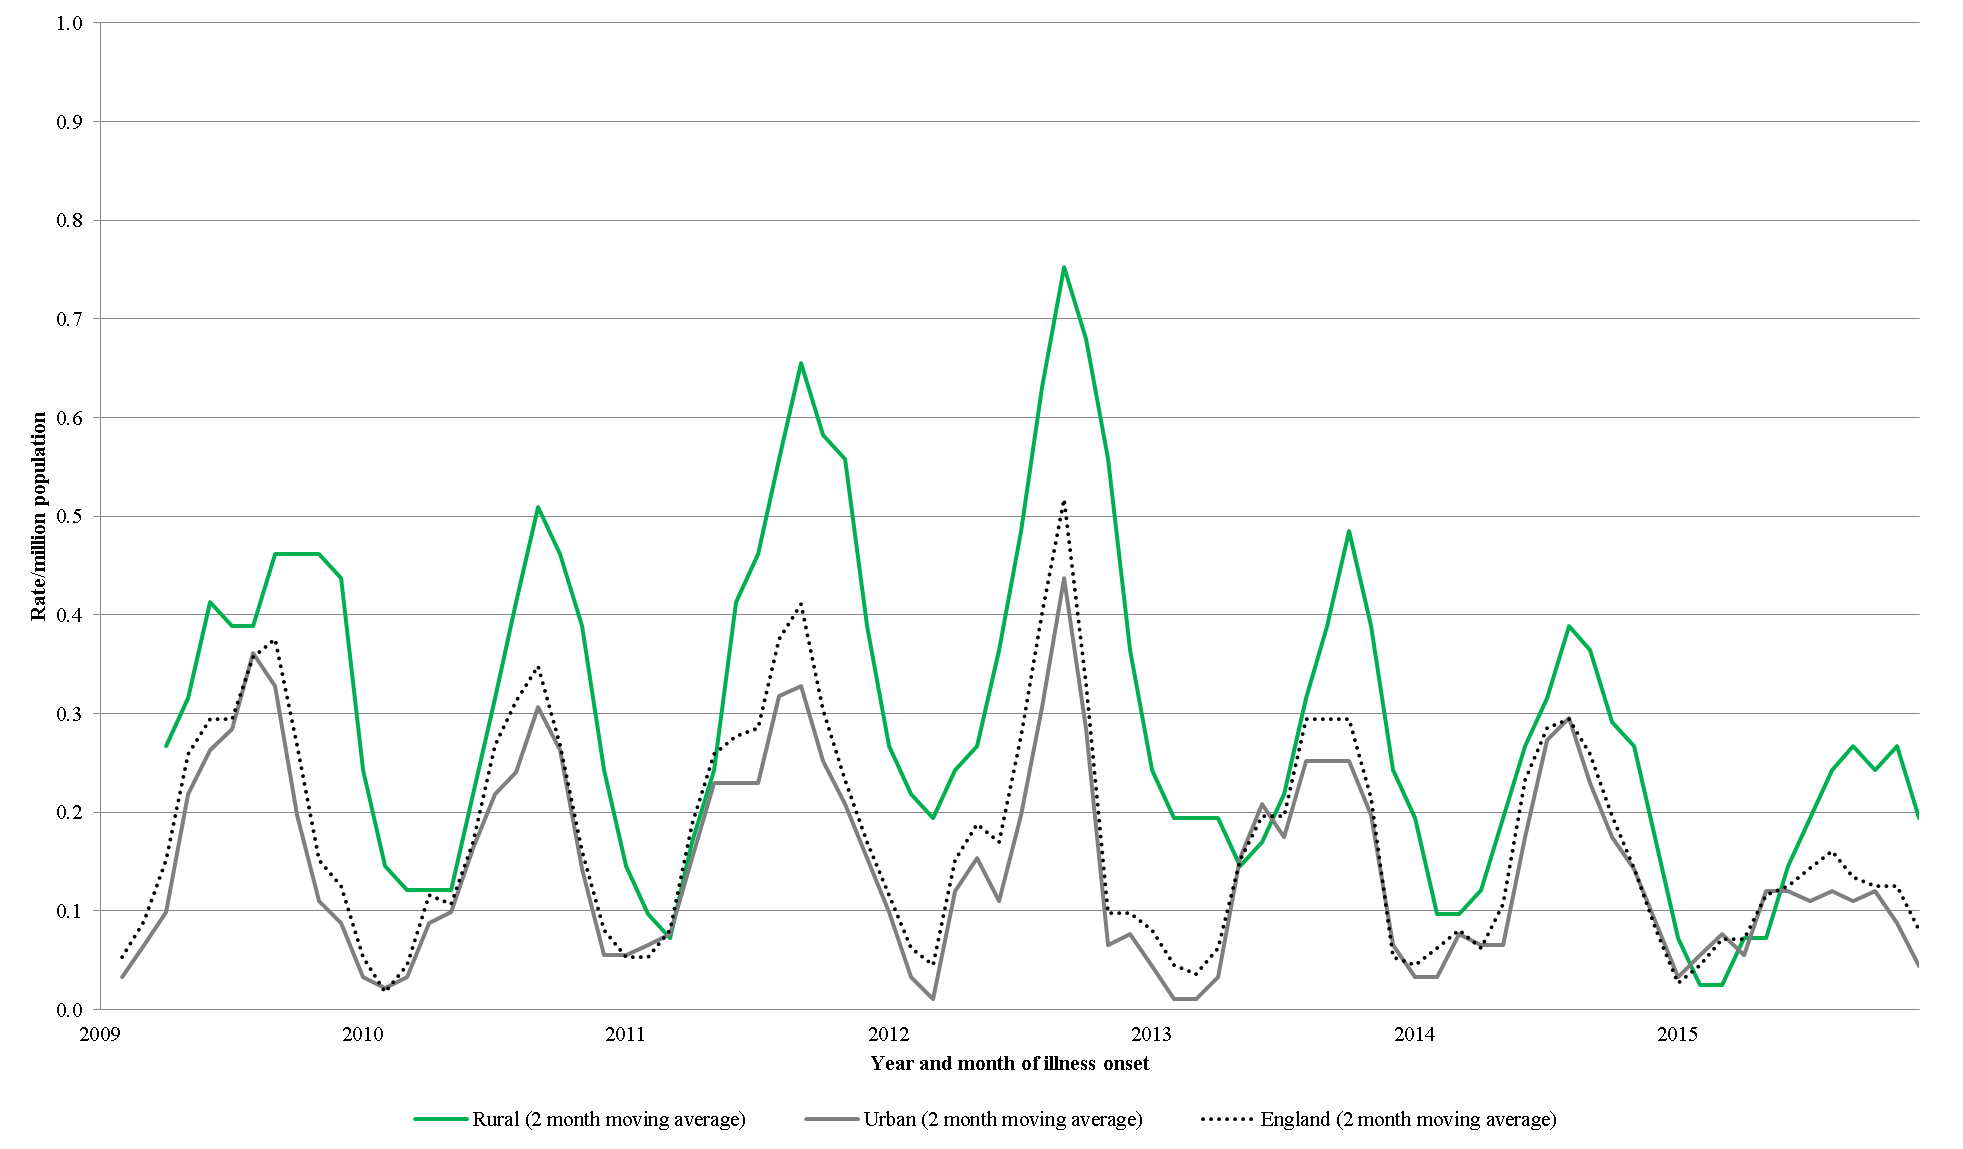 1.0
0.9
0.8
0.7
0.6
0.5
0.4
0.3
0.2
0.1
0.0
Rate/million population
2009 2010 2011 2012 2013 2014 2015
Year and month of illness onset
Rural (2 month moving average) Urban (2 month moving average) England (2 month moving average)